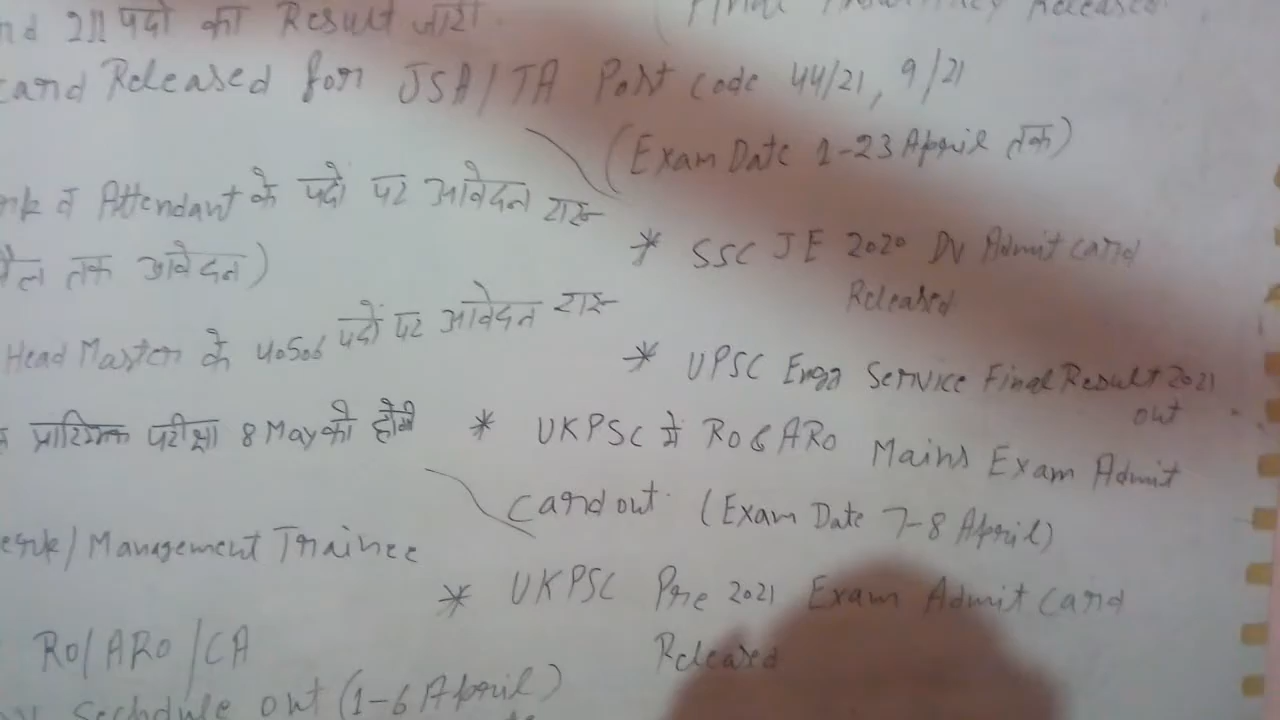 211 पदो का Result जारी
Released
card Released for JSA/TA Post Code 44/21, 9/21
(Exam Date 1-23 April तक)
व Attendant के पदो पर आवेदन शुरू
तक आवेदन)
* SSC JE 2020 DV Admit card
Released
Head Master के 40506 पदो पर आवेदन शुरू
* UPSC Engg Service Final Result 2021
out
परीक्षा 8 May को होगी
* UKPSC में RO & ARO Mains Exam Admit
Card out (Exam Date 7-8 April)
/Management Trainee
* UKPSC Pre 2021 Exam Admit Card
Released
RO/ARO/CA
Sechdule out (1-6 April)